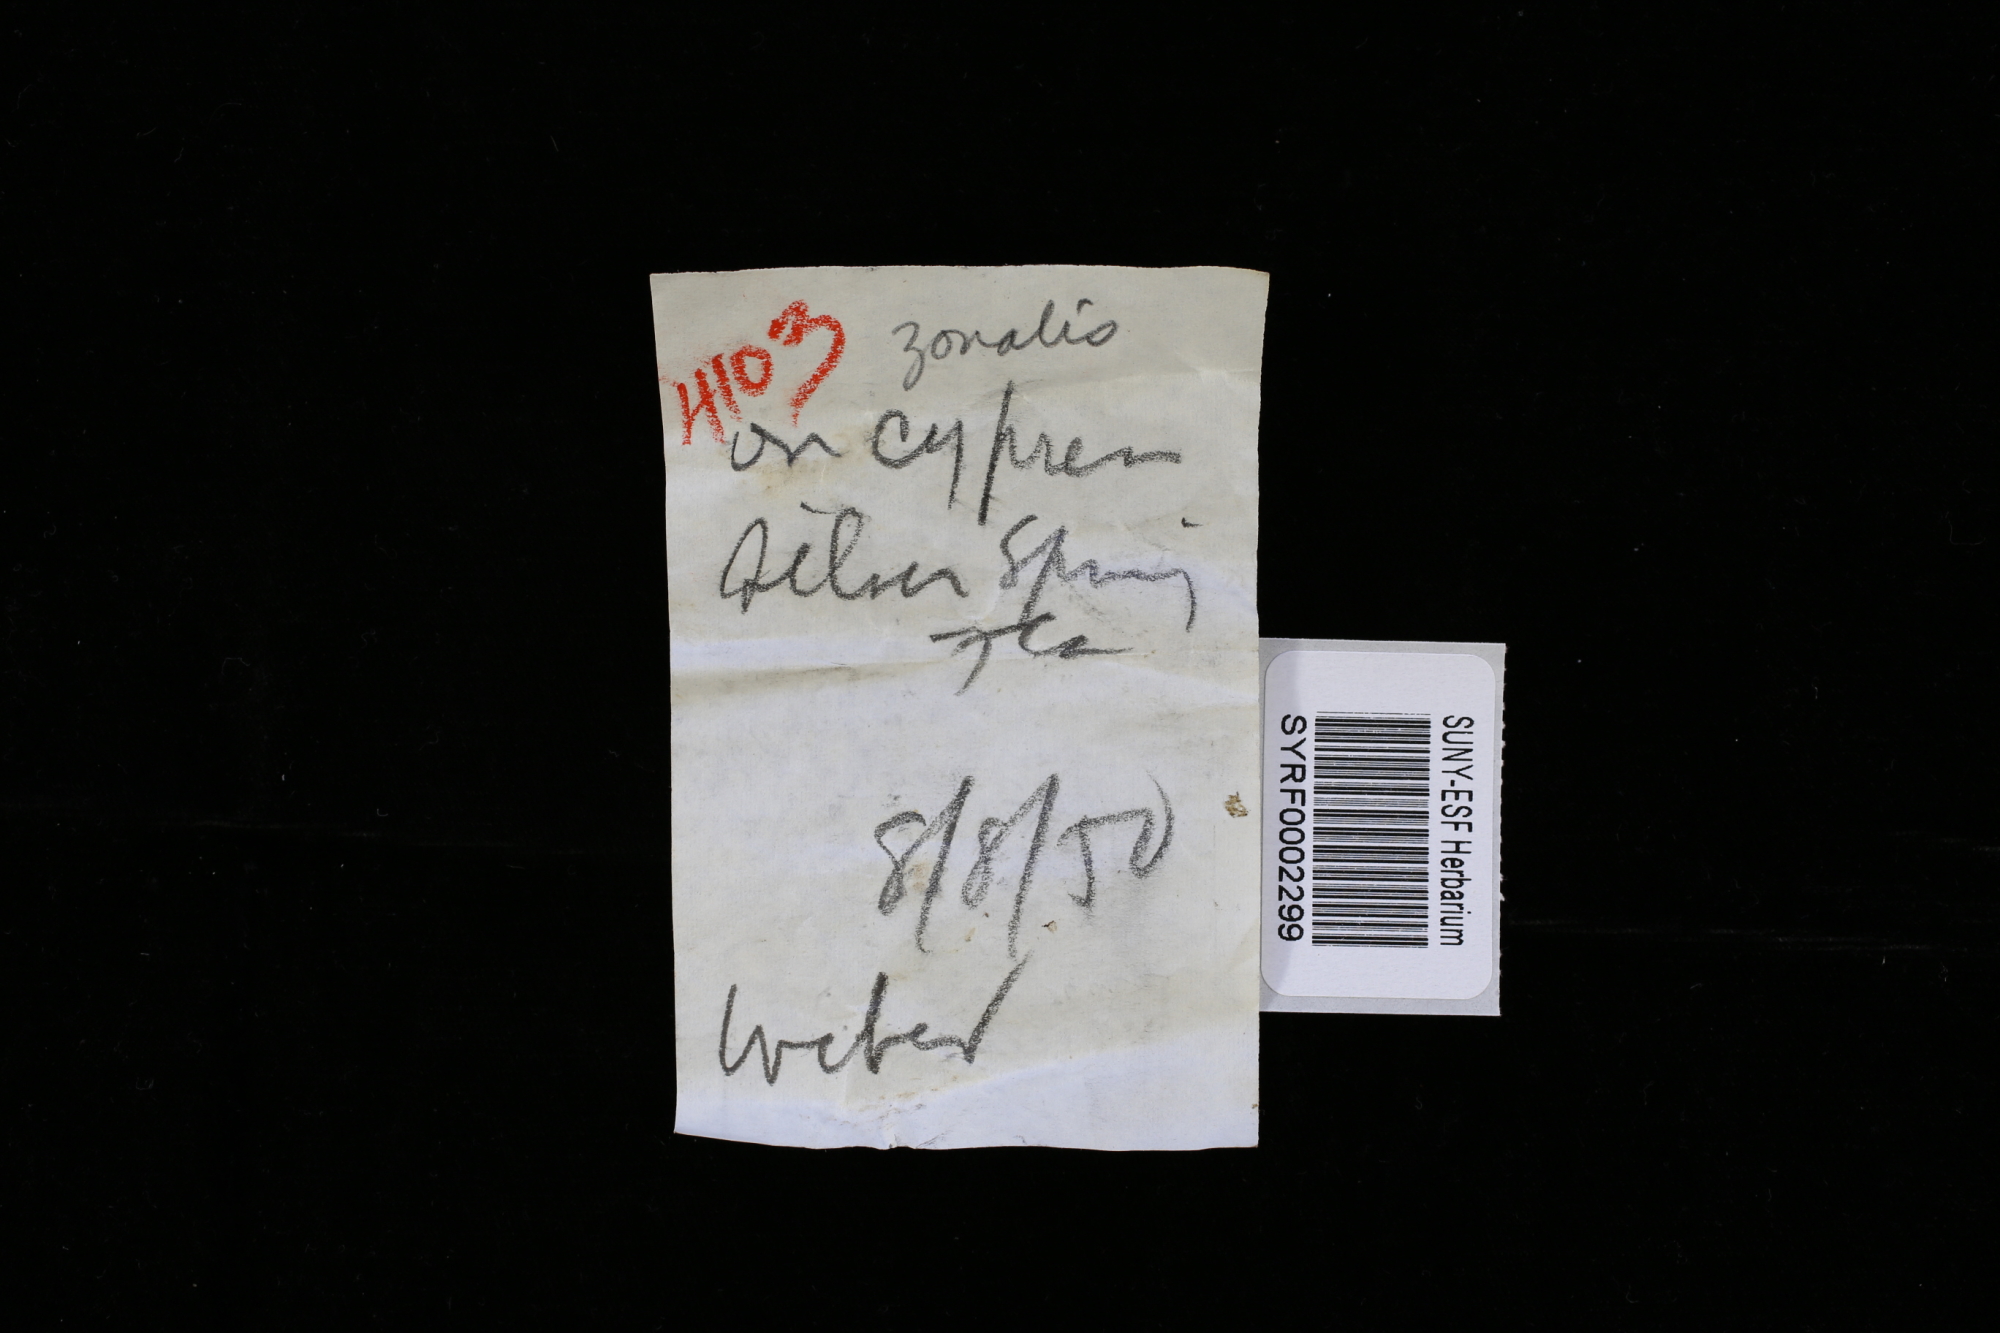 4103
zonalis
on cypress
Silver Spring
Fla
8/8/50
Weber
SUNY-ESF Herbarium
SYRF0002299